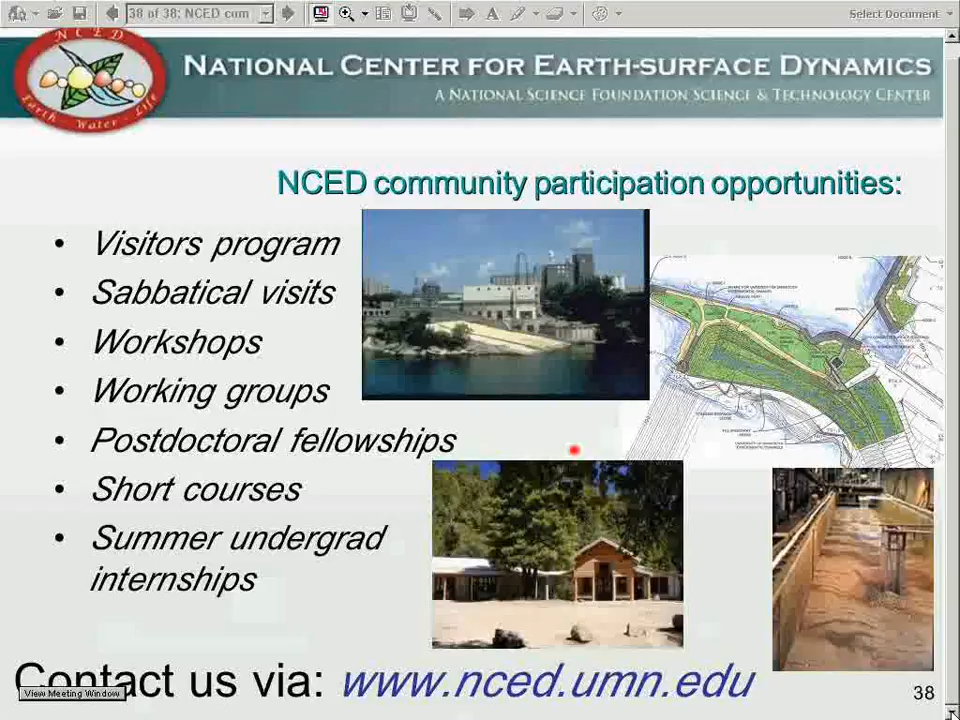 38 of 38: NCED com
Select Document
NCED
Earth - Water - Life
NATIONAL CENTER FOR EARTH-SURFACE DYNAMICS
A NATIONAL SCIENCE FOUNDATION SCIENCE & TECHNOLOGY CENTER
NCED community participation opportunities:
• Visitors program
• Sabbatical visits
• Workshops
• Working groups
• Postdoctoral fellowships
• Short courses
• Summer undergrad
internships
Contact us via: www.nced.umn.edu
View Meeting Window
38